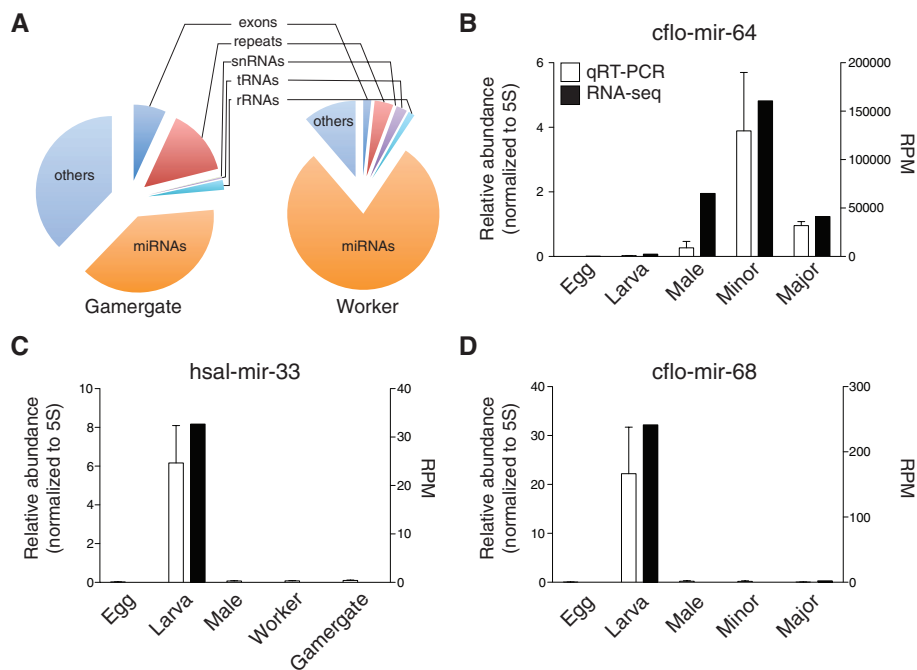 A
exons
repeats
snRNAs
tRNAs
rRNAs
others
miRNAs
Gamergate
others
miRNAs
Worker
B
cflo-mir-64
qRT-PCR
RNA-seq
Relative abundance
(normalized to 5S)
6
4
2
0
200000
150000
100000
50000
0
RPM
Egg
Larva
Male
Minor
Major
C
hsal-mir-33
Relative abundance
(normalized to 5S)
10
8
6
4
2
0
40
30
20
10
0
RPM
Egg
Larva
Male
Worker
Gamergate
D
cflo-mir-68
Relative abundance
(normalized to 5S)
40
30
20
10
0
300
200
100
0
RPM
Egg
Larva
Male
Minor
Major